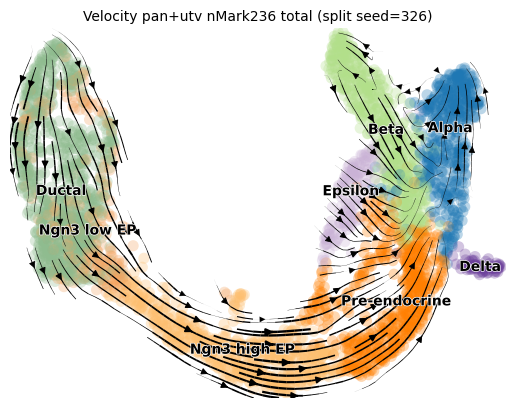 Velocity pan+utv nMark236 total (split seed=326)
Beta
Alpha
Ductal
Epsilon
Ngn3 low EP
Delta
Pre-endocrine
Ngn3 high EP